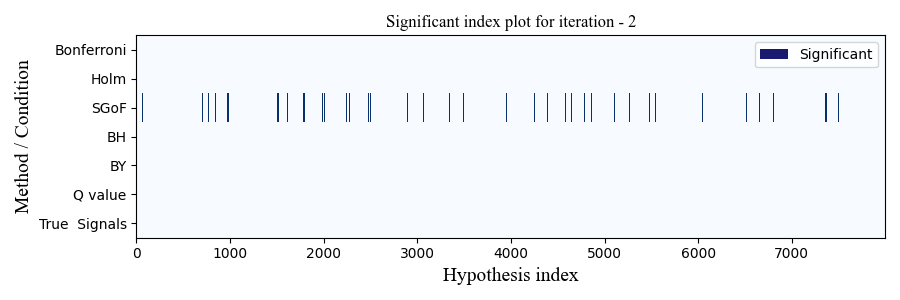 Significant index plot for iteration - 2
Significant
Method / Condition
Bonferroni
Holm
SGoF
BH
BY
Q value
True  Signals
0 1000 2000 3000 4000 5000 6000 7000
Hypothesis index